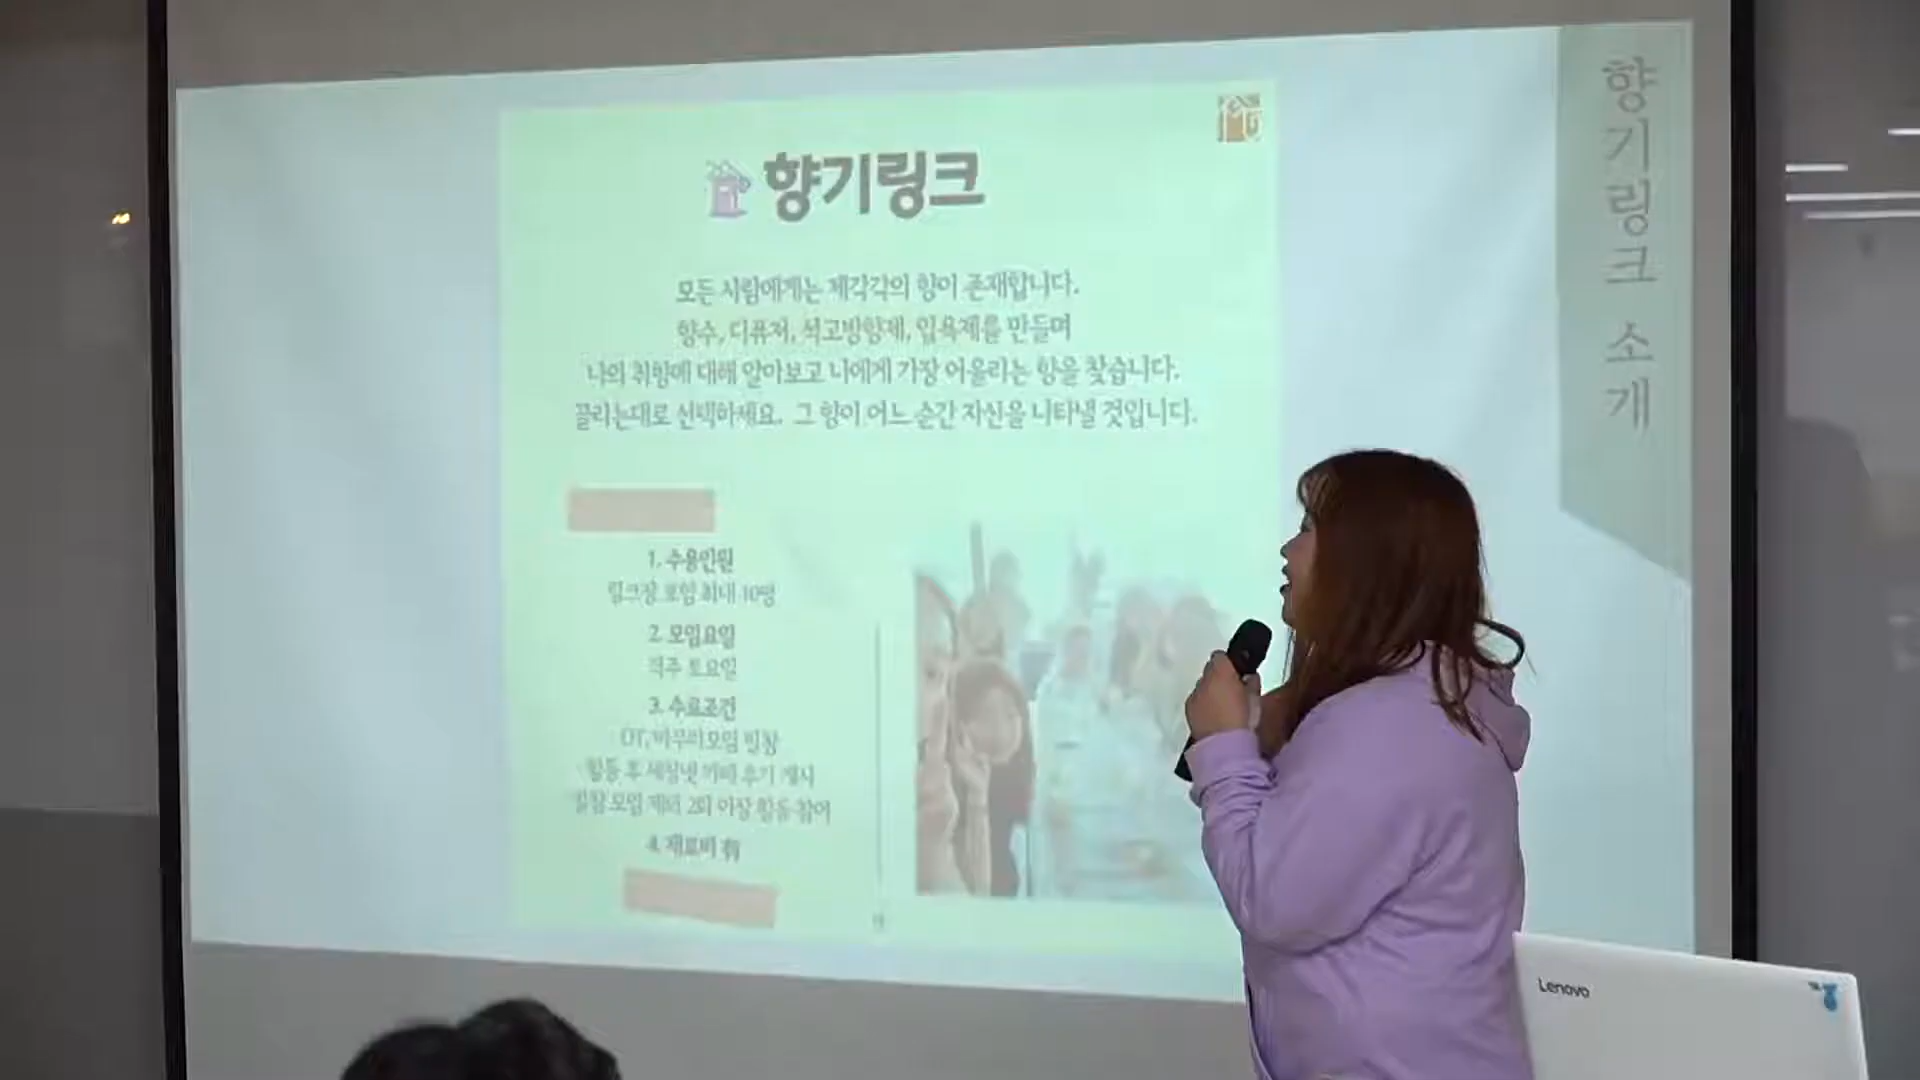 향기링크
모든 사람에게는 제각각의 향이 존재합니다.
향수, 디퓨저, 석고방향제, 입욕제를 만들며
나의 취향에 대해 알아보고 나에게 가장 어울리는 향을 찾습니다.
끌리는대로 선택하세요. 그 향이 어느 순간 자신을 나타낼 것입니다.
1. 수용인원
링크장 포함 최대 10명
2. 모임요일
격주 토요일
3. 수료조건
OT, 마무리모임 필참
활동 후 카페 후기 게시
필참 모임 제외 2회 이상 활동 참여
4. 재료비
향기링크 소개
Lenovo